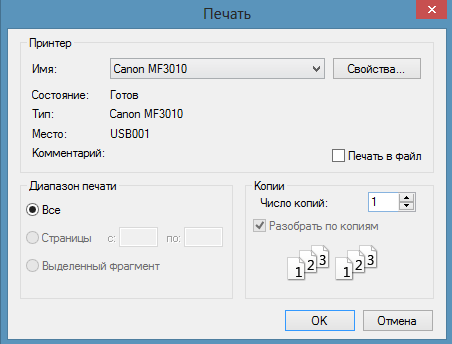 Печать
Принтер
Имя: Canon MF3010 Свойства...
Состояние: Готов
Тип: Canon MF3010
Место: USB001
Комментарий: Печать в файл
Диапазон печати
Все
Страницы с: по:
Выделенный фрагмент
Копии
Число копий: 1
Разобрать по копиям
1 2 3 1 2 3
OK Отмена